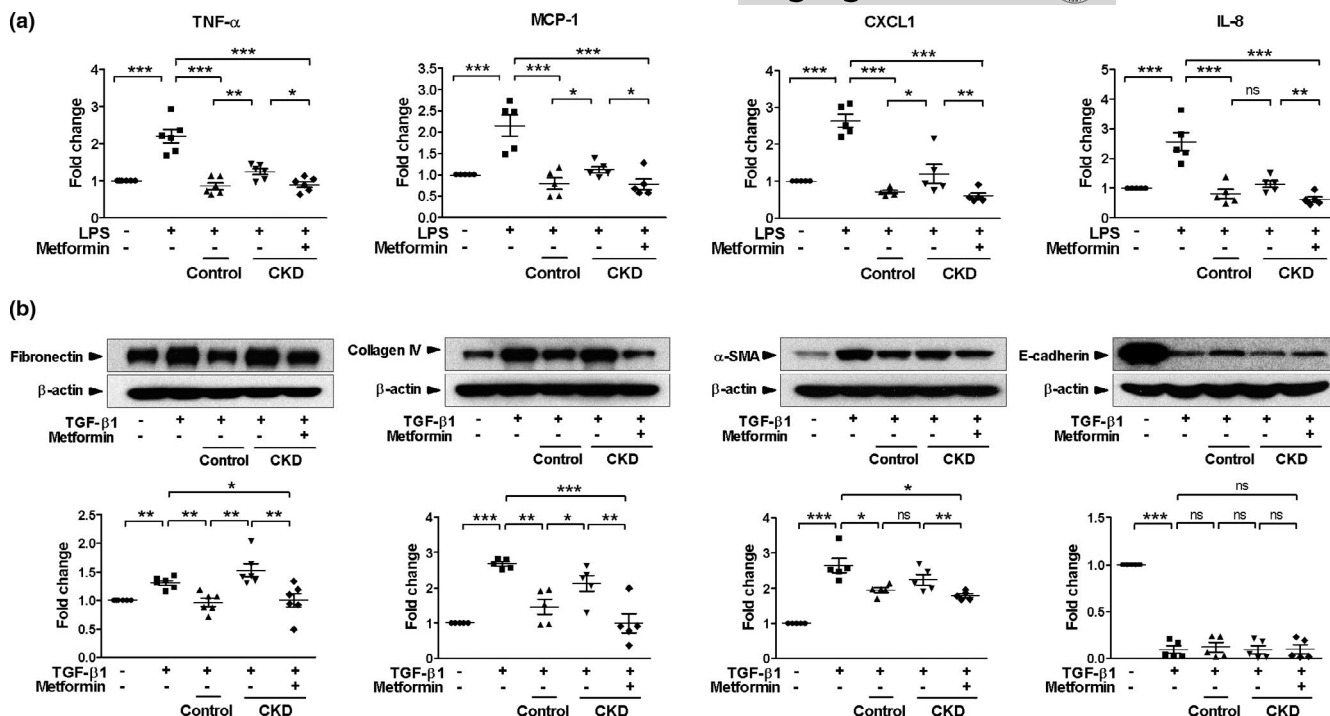 (a)
TNF-α
MCP-1
CXCL1
IL-8
*** *** ***
** *
Fold change
4
3
2
1
0
LPS - + + + +
Metformin - - - - +
Control CKD
*** *** ***
* *
Fold change
3.5
3.0
2.5
2.0
1.5
1.0
0.5
0.0
LPS - + + + +
Metformin - - - - +
Control CKD
*** *** ***
* **
Fold change
4
3
2
1
0
LPS - + + + +
Metformin - - - - +
Control CKD
*** *** ***
ns **
Fold change
5
4
3
2
1
0
LPS - + + + +
Metformin - - - - +
Control CKD
(b)
Fibronectin
β-actin
TGF-β1 - + + + +
Metformin - - - - +
Control CKD
Collagen IV
β-actin
TGF-β1 - + + + +
Metformin - - - - +
Control CKD
α-SMA
β-actin
TGF-β1 - + + + +
Metformin - - - - +
Control CKD
E-cadherin
β-actin
TGF-β1 - + + + +
Metformin - - - - +
Control CKD
*
** ** ** **
Fold change
2.5
2.0
1.5
1.0
0.5
0.0
TGF-β1 - + + + +
Metformin - - - - +
Control CKD
***
*** ** * **
Fold change
4
3
2
1
0
TGF-β1 - + + + +
Metformin - - - - +
Control CKD
*
*** * ns **
Fold change
4
3
2
1
0
TGF-β1 - + + + +
Metformin - - - - +
Control CKD
ns
*** ns ns ns
Fold change
1.5
1.0
0.5
0.0
TGF-β1 - + + + +
Metformin - - - - +
Control CKD